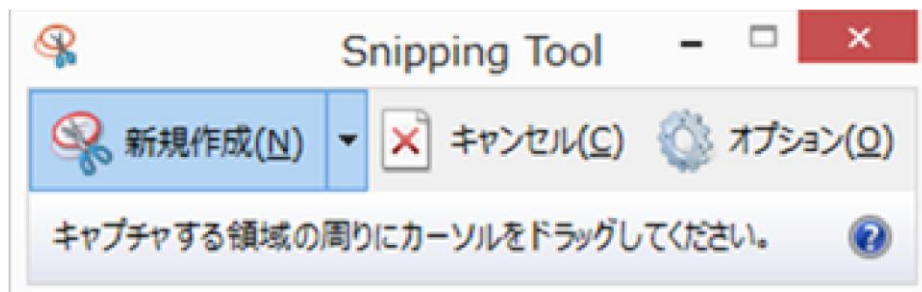 Snipping Tool
新規作成(N) キャンセル(C) オプション(O)
キャプチャする領域の周りにカーソルをドラッグしてください。